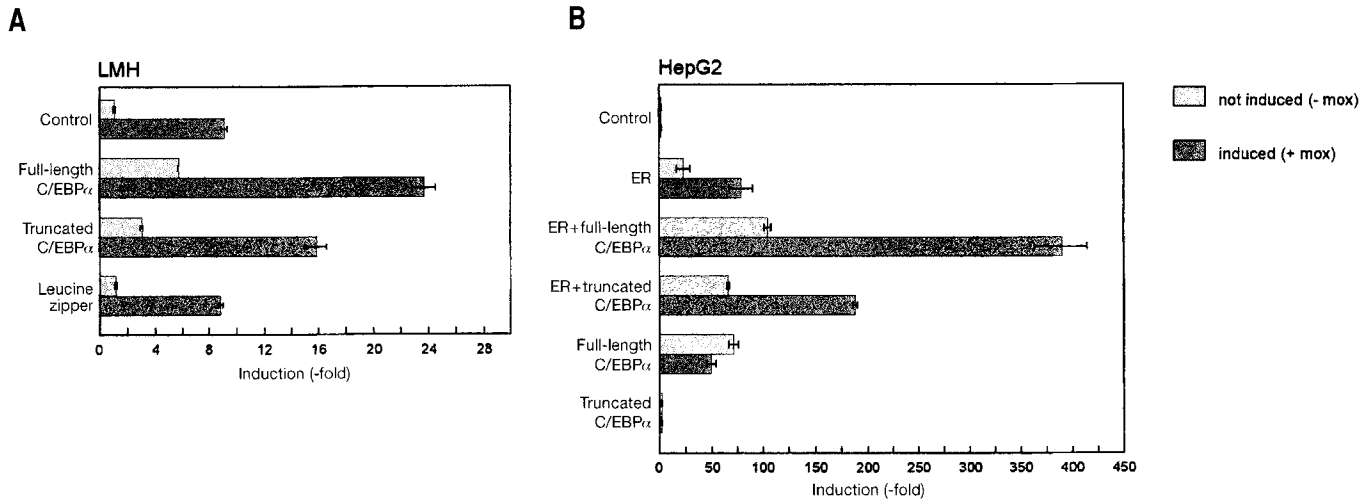 A
LMH
Control
Full-length
C/EBPα
Truncated
C/EBPα
Leucine
zipper
0 4 8 12 16 20 24 28
Induction (-fold)
B
HepG2
Control
ER
ER+full-length
C/EBPα
ER+truncated
C/EBPα
Full-length
C/EBPα
Truncated
C/EBPα
0 50 100 150 200 250 300 350 400 450
Induction (-fold)
not induced (- mox)
induced (+ mox)